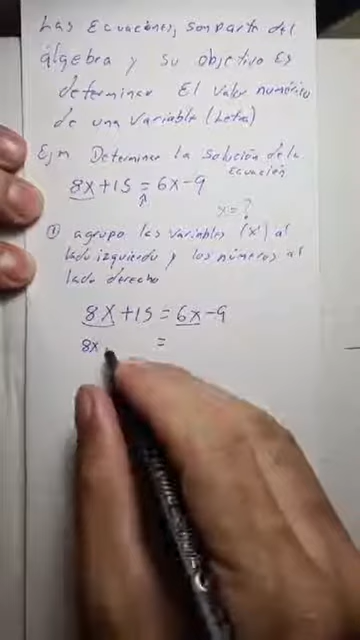 Las Ecuaciones, son parte del
álgebra y su objetivo Es
determinar El valor numérico
de una variable (Letra)
Ejm Determinar la solución de la
Ecuación
8x + 15 = 6x - 9
x = ?
① agrupo las variables (x) al
lado izquierdo y los números al
lado derecho
8x + 15 = 6x - 9
8x =